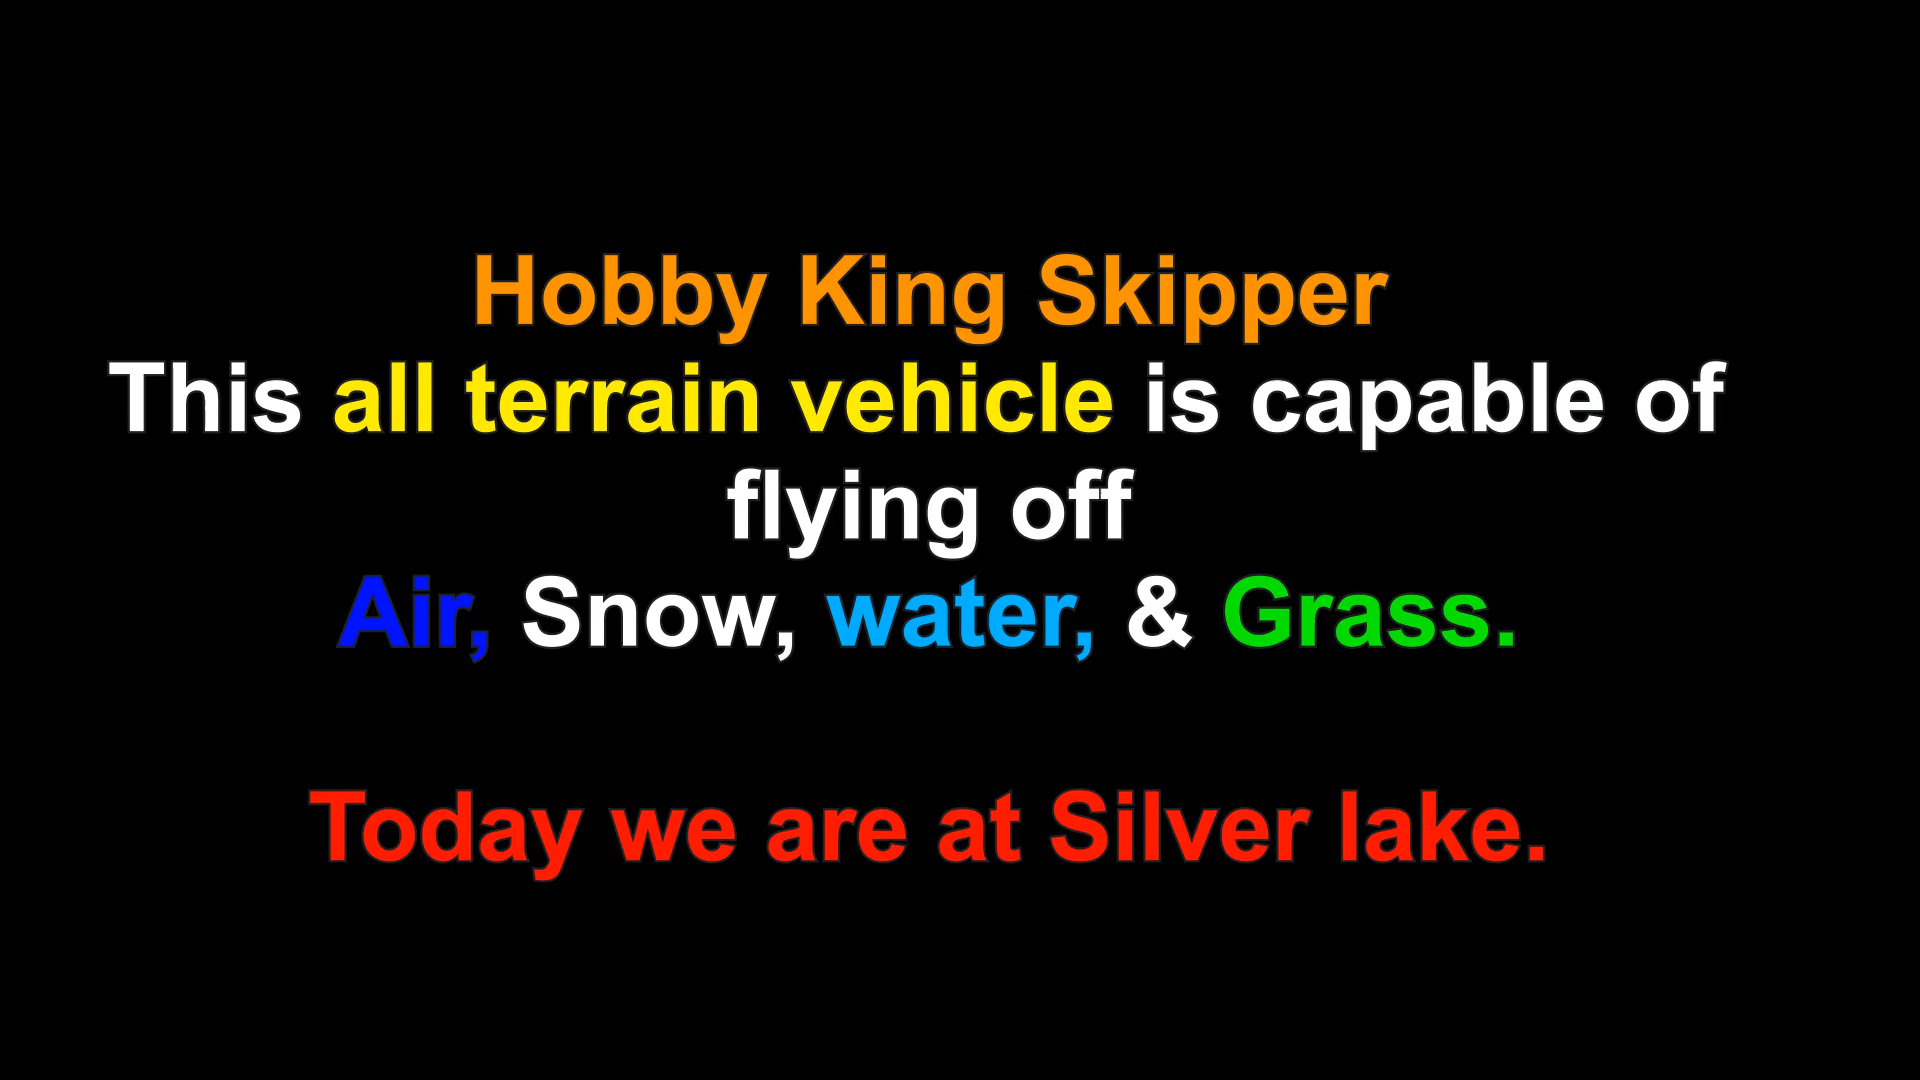 Hobby King Skipper
This all terrain vehicle is capable of
flying off
Air, Snow, water, & Grass.
Today we are at Silver lake.